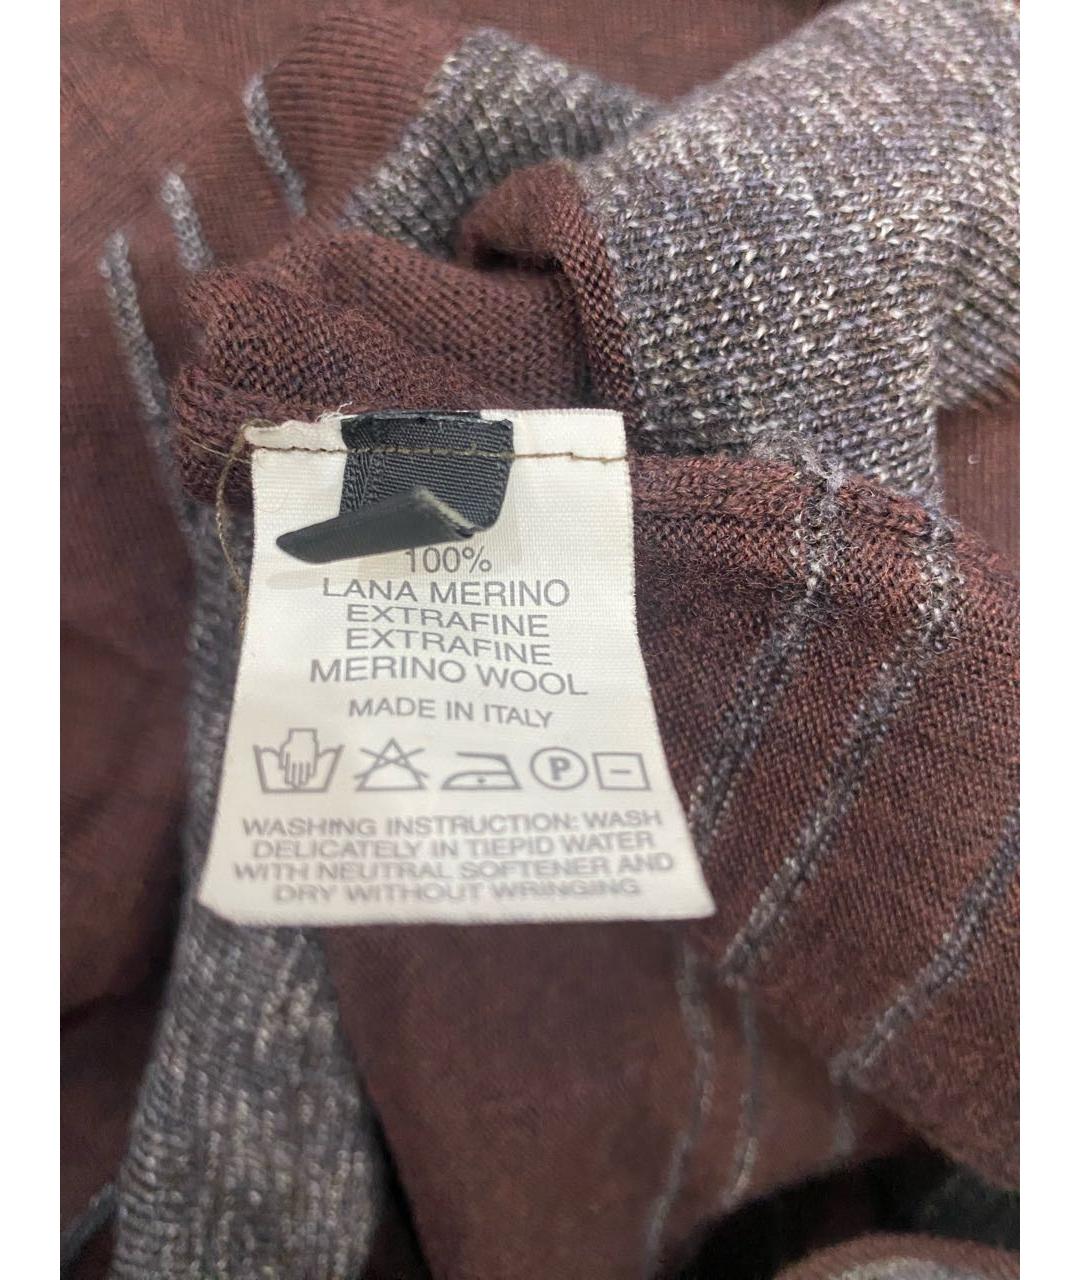 100%
LANA MERINO
EXTRAFINE
EXTRAFINE
MERINO WOOL
MADE IN ITALY
P
WASHING INSTRUCTION: WASH
DELICATELY IN TIEPID WATER
WITH NEUTRAL SOFTENER AND
DRY WITHOUT WRINGING